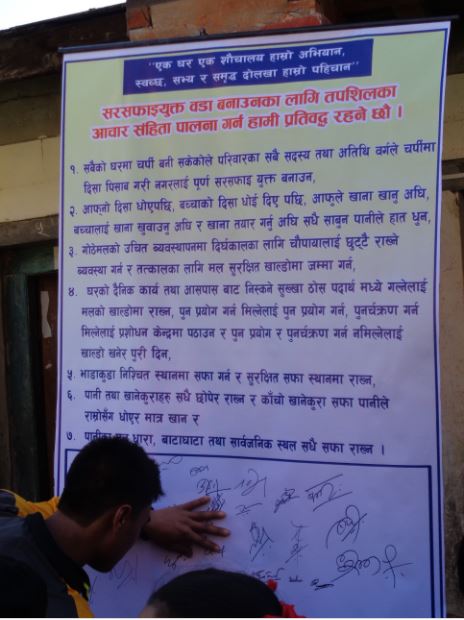 "एक घर एक शौचालय हाम्रो अभियान,
स्वच्छ, सभ्य र समृद्ध दोलखा हाम्रो पहिचान"
सरसफाइयुक्त वडा बनाउनका लागि तपशिलका
आचार संहिता पालना गर्न हामी प्रतिवद्ध रहने छौं ।
१. सबैको घरमा चर्पी बनी सकेकोले परिवारका सबै सदस्य तथा अतिथि वर्गले चर्पीमा
दिसा पिसाब गरी नगरलाई पूर्ण सरसफाइ युक्त बनाउन,
२. आफ्नो दिसा धोएपछि, बच्चाको दिसा धोई दिए पछि, आफुले खाना खानु अघि,
बच्चालाई खाना खुवाउनु अघि र खाना तयार गर्नु अघि सधै साबुन पानीले हात धुन,
३. गोठेमलको उचित ब्यवस्थापनमा दिर्घकालका लागि चौपायालाई छुट्टै राख्ने
ब्यवस्था गर्न र तत्कालका लागि मल सुरक्षित खाल्डोमा जम्मा गर्न,
४. घरको दैनिक कार्य तथा आसपास बाट निस्कने सुख्खा ठोस पदार्थ मध्ये गल्नेलाई
मलको खाल्डोमा राख्न, पुन प्रयोग गर्न मिल्नेलाई पुन प्रयोग गर्न, पुनर्चक्रण गर्न
मिल्नेलाई प्रशोधन केन्द्रमा पठाउन र पुन प्रयोग र पुनर्चक्रण गर्न नमिल्नेलाई
खाल्डो खनेर पुरी दिन,
५. भाडाकुडा निश्चित स्थानमा सफा गर्न र सुरक्षित सफा स्थानमा राख्न,
६. पानी तथा खानेकुराहरु सधै छोपेर राख्न र काँचो खानेकुरा सफा पानीले
राम्रोसँग धोएर मात्र खान र
७. पानीका धारा, बाटाघाटा तथा सार्वजनिक स्थल सधै सफा राख्न ।